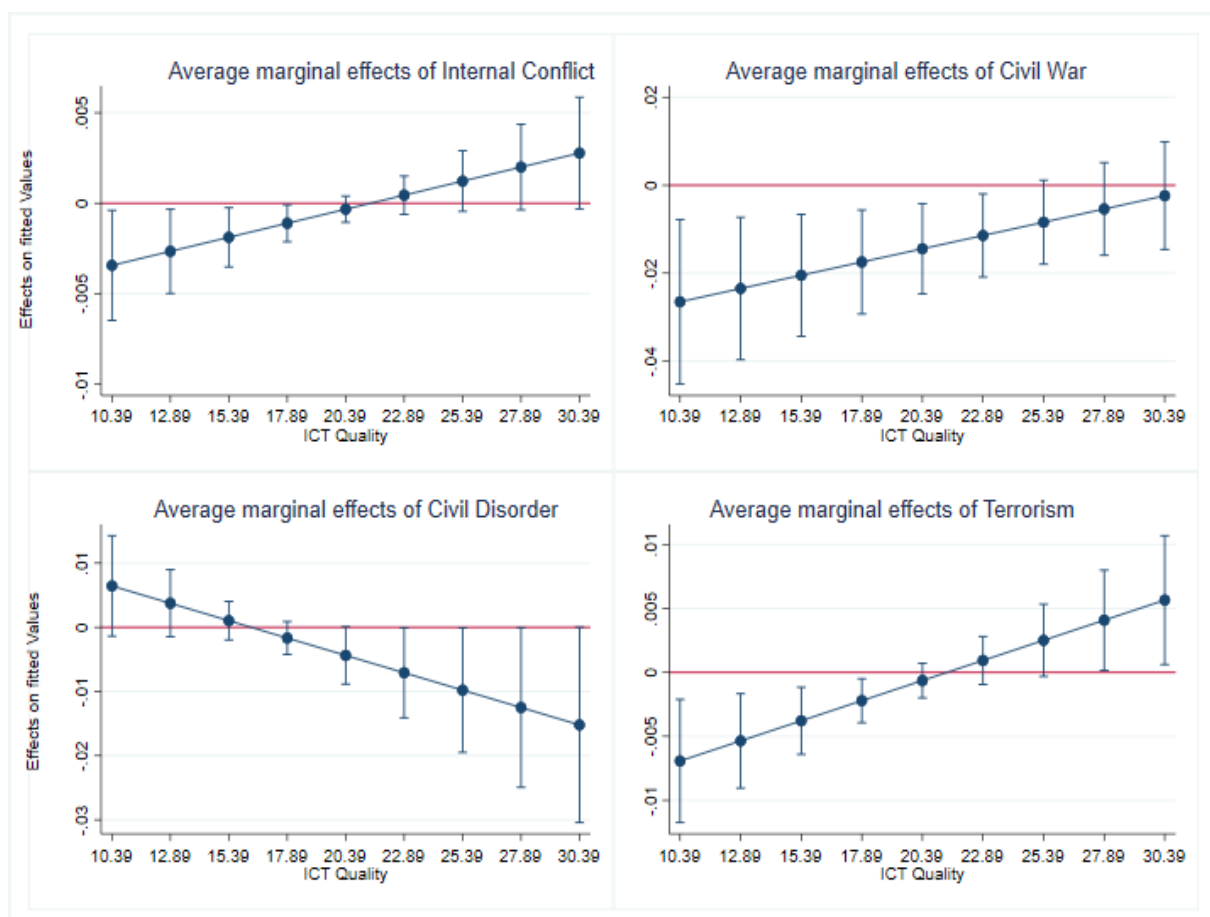 Average marginal effects of Internal Conflict
Effects on fitted Values
.005
0
-.005
-.01
10.39 12.89 15.39 17.89 20.39 22.89 25.39 27.89 30.39
ICT Quality
Average marginal effects of Civil War
.02
0
-.02
-.04
10.39 12.89 15.39 17.89 20.39 22.89 25.39 27.89 30.39
ICT Quality
Average marginal effects of Civil Disorder
Effects on fitted Values
.01
0
-.01
-.02
-.03
10.39 12.89 15.39 17.89 20.39 22.89 25.39 27.89 30.39
ICT Quality
Average marginal effects of Terrorism
.01
.005
0
-.005
-.01
10.39 12.89 15.39 17.89 20.39 22.89 25.39 27.89 30.39
ICT Quality